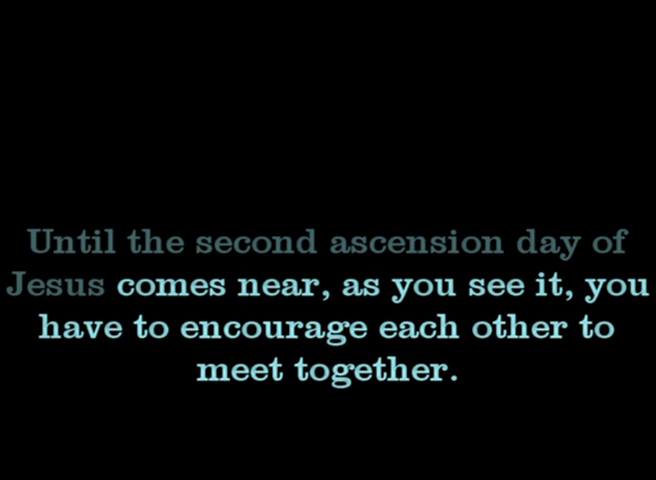 Until the second ascension day of
Jesus comes near, as you see it, you
have to encourage each other to
meet together.